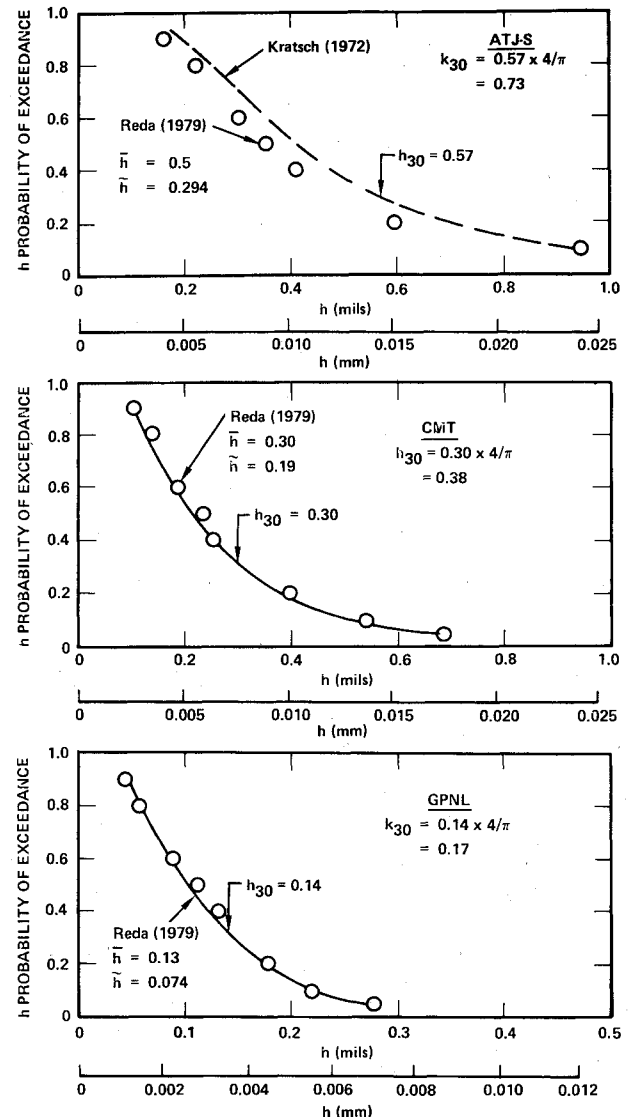 h PROBABILITY OF EXCEEDANCE
1.0
0.8
0.6
0.4
0.2
0
Kratsch (1972)
ATJ-S
k30 = 0.57 x 4/π
= 0.73
Reda (1979)
h̄ = 0.5
h̃ = 0.294
h30 = 0.57
0.2 0.4 0.6 0.8 1.0
h (mils)
0 0.005 0.010 0.015 0.020 0.025
h (mm)
h PROBABILITY OF EXCEEDANCE
1.0
0.8
0.6
0.4
0.2
0
Reda (1979)
h̄ = 0.30
h̃ = 0.19
CMT
h30 = 0.30 x 4/π
= 0.38
h30 = 0.30
0 0.2 0.4 0.6 0.8 1.0
h (mils)
0 0.005 0.010 0.015 0.020 0.025
h (mm)
h PROBABILITY OF EXCEEDANCE
1.0
0.8
0.6
0.4
0.2
0
GPNL
k30 = 0.14 x 4/π
= 0.17
h30 = 0.14
Reda (1979)
h̄ = 0.13
h̃ = 0.074
0 0.1 0.2 0.3 0.4 0.5
h (mils)
0 0.002 0.004 0.006 0.008 0.010 0.012
h (mm)